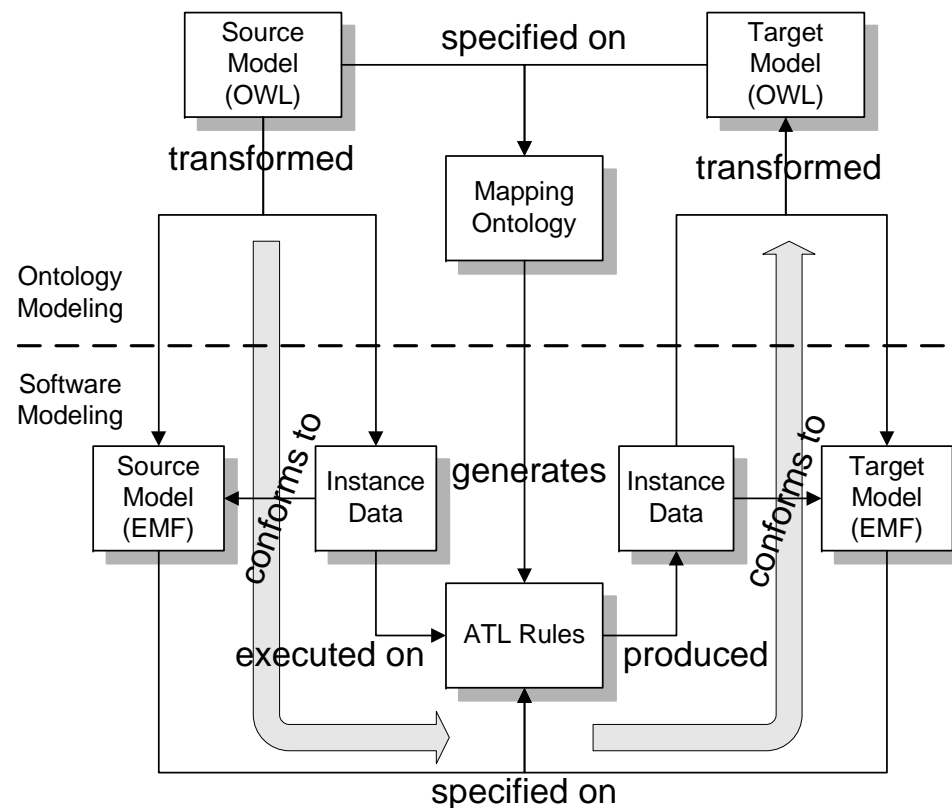 Source
Model
(OWL)
specified on
Target
Model
(OWL)
transformed
transformed
Mapping
Ontology
Ontology
Modeling
Software
Modeling
Source
Model
(EMF)
conforms to
Instance
Data
generates
Instance
Data
conforms to
Target
Model
(EMF)
executed on
ATL Rules
produced
specified on